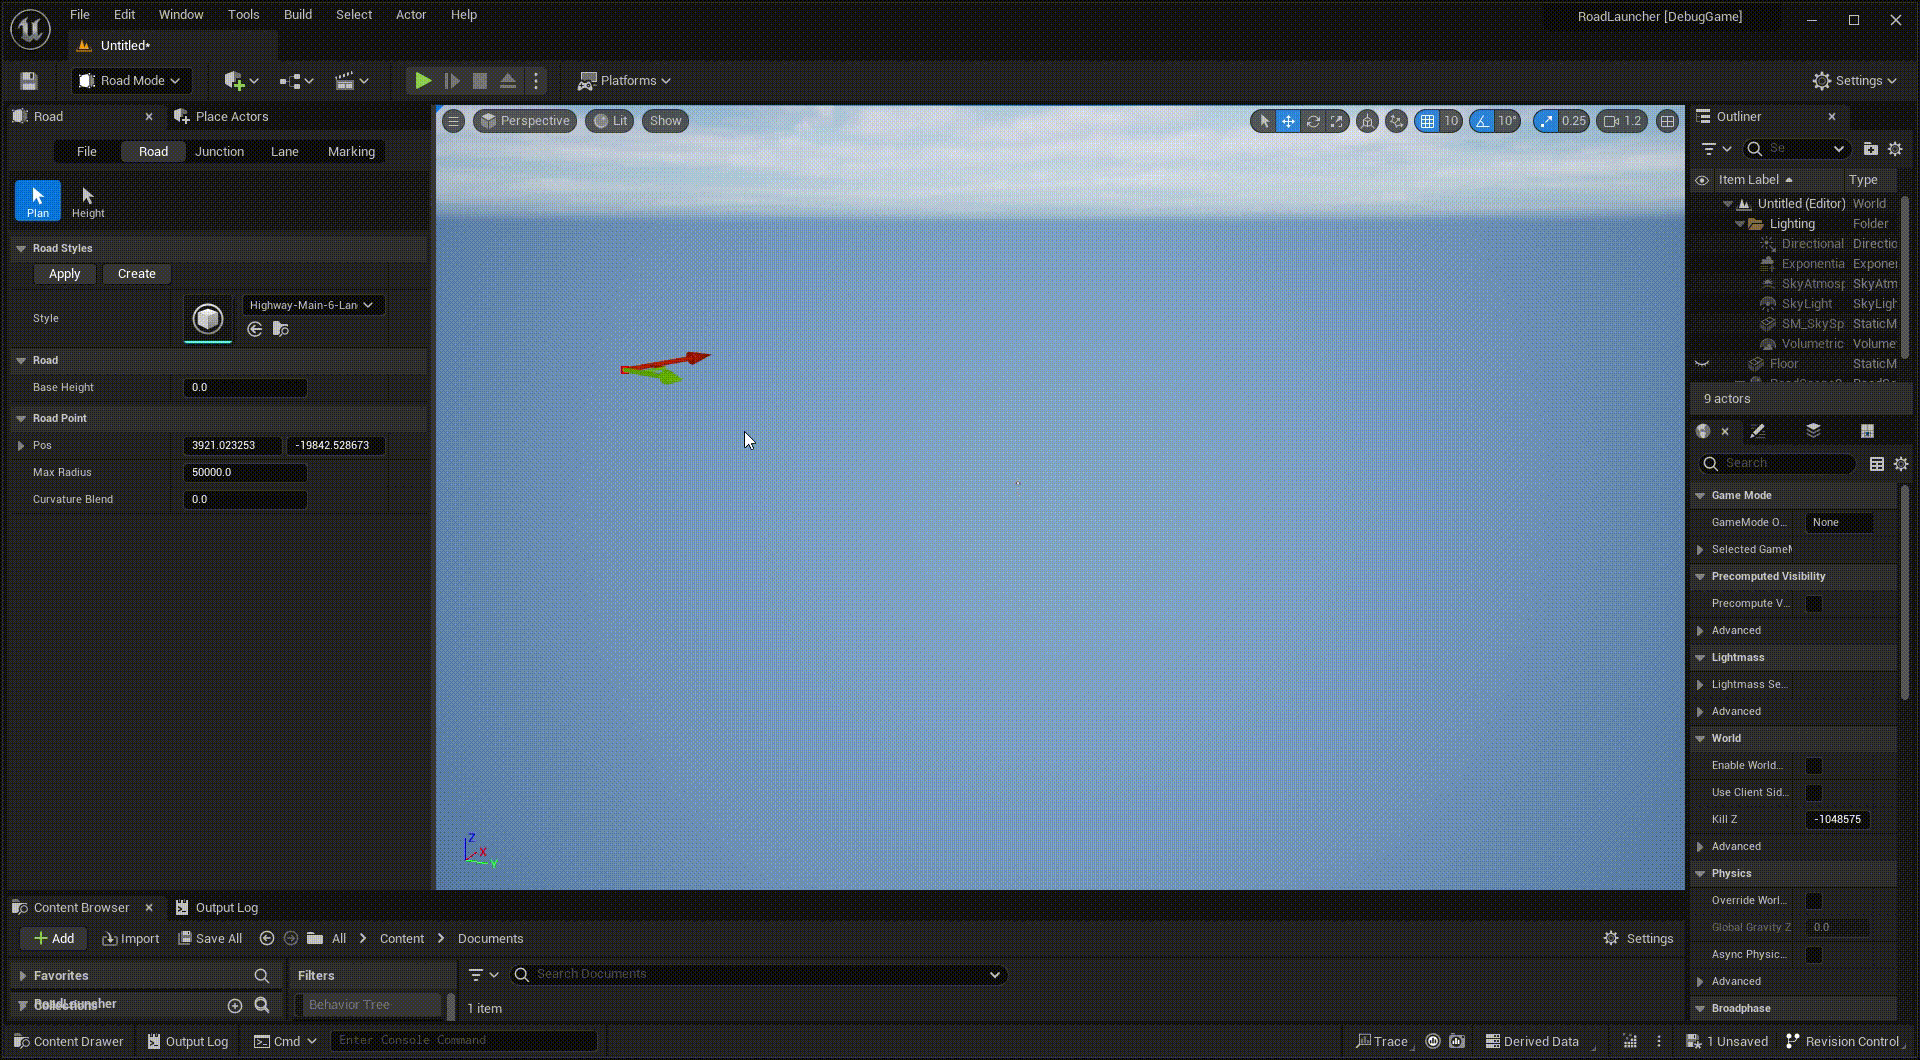 File Edit Window Tools Build Select Actor Help
RoadLauncher [DebugGame]
Untitled*
Road Mode
Platforms
Settings
Road
Place Actors
File Road Junction Lane Marking
Plan Height
Road Styles
Apply Create
Style
Highway-Main-6-Lan
Road
Base Height 0.0
Road Point
Pos 3921.023253 -19842.528673
Max Radius 50000.0
Curvature Blend 0.0
Perspective Lit Show
10 10° 0.25 1.2
Z
X
Y
Outliner
Se
Item Label Type
Untitled (Editor) World
Lighting Folder
Directional Directic
Exponentia Exponer
SkyAtmosp SkyAtm
SkyLight SkyLigh
SM_SkySp StaticM
Volumetric Volume
Floor StaticM
9 actors
Search
Game Mode
GameMode O... None
Selected GameM
Precomputed Visibility
Precompute V...
Advanced
Lightmass
Lightmass Se...
Advanced
World
Enable World...
Use Client Sid...
Kill Z -1048575
Advanced
Physics
Override Worl...
Global Gravity Z 0.0
Async Physic...
Advanced
Broadphase
Content Browser
Output Log
Add Import Save All All Content Documents
Settings
Favorites
Filters
Search Documents
RoadLauncher
Collections
Behavior Tree
1 item
Content Drawer Output Log Cmd Enter Console Command
Trace Derived Data 1 Unsaved Revision Control